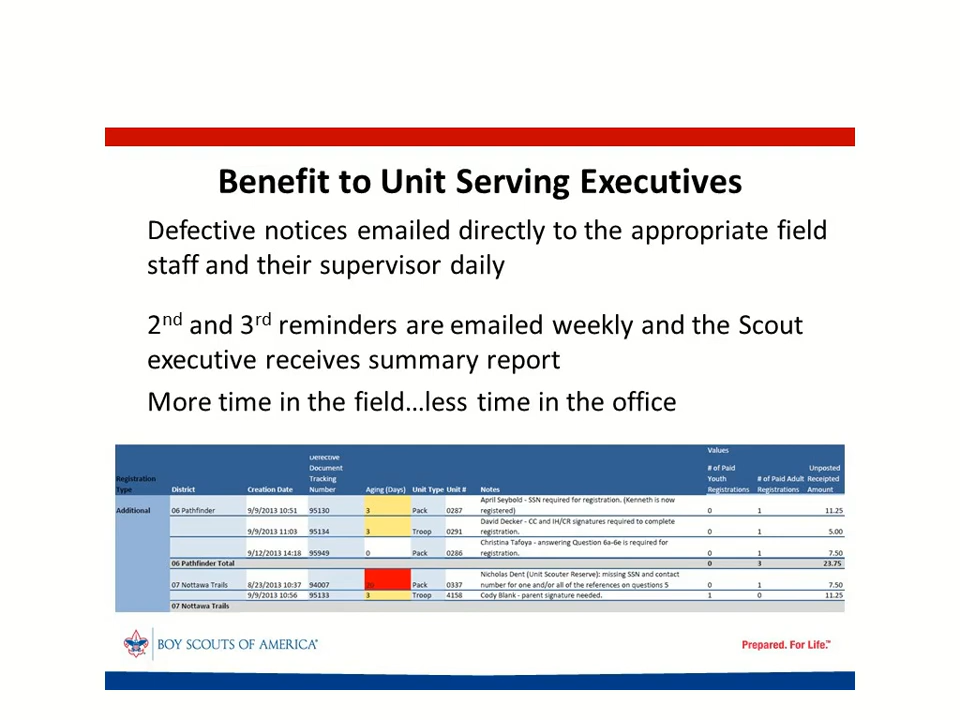 Benefit to Unit Serving Executives
Defective notices emailed directly to the appropriate field
staff and their supervisor daily
2nd and 3rd reminders are emailed weekly and the Scout
executive receives summary report
More time in the field…less time in the office
Values
Registration Type District Creation Date Defective Document Tracking Number Aging (Days) Unit Type Unit # Notes # of Paid Youth Registrations # of Paid Adult Registrations Unposted Receipted Amount
Additional 06 Pathfinder 9/9/2013 10:51 95130 3 Pack 0287 April Seybold - SSN required for registration. (Kenneth is now registered) 0 1 11.25
9/9/2013 11:03 95134 3 Troop 0291 David Decker - CC and IH/CR signatures required to complete registration. 0 1 5.00
9/12/2013 14:18 95949 0 Pack 0286 Christina Tafoya - answering Question 6a-6e is required for registration. 0 1 7.50
06 Pathfinder Total 0 3 23.75
07 Nottawa Trails 8/23/2013 10:37 94007 Pack 0337 Nicholas Dent (Unit Scouter Reserve): missing SSN and contact number for one and/or all of the references on questions 5 0 1 7.50
9/9/2013 10:56 95133 3 Troop 4158 Cody Blank - parent signature needed. 1 0 11.25
07 Nottawa Trails
BOY SCOUTS OF AMERICA®
Prepared. For Life.™